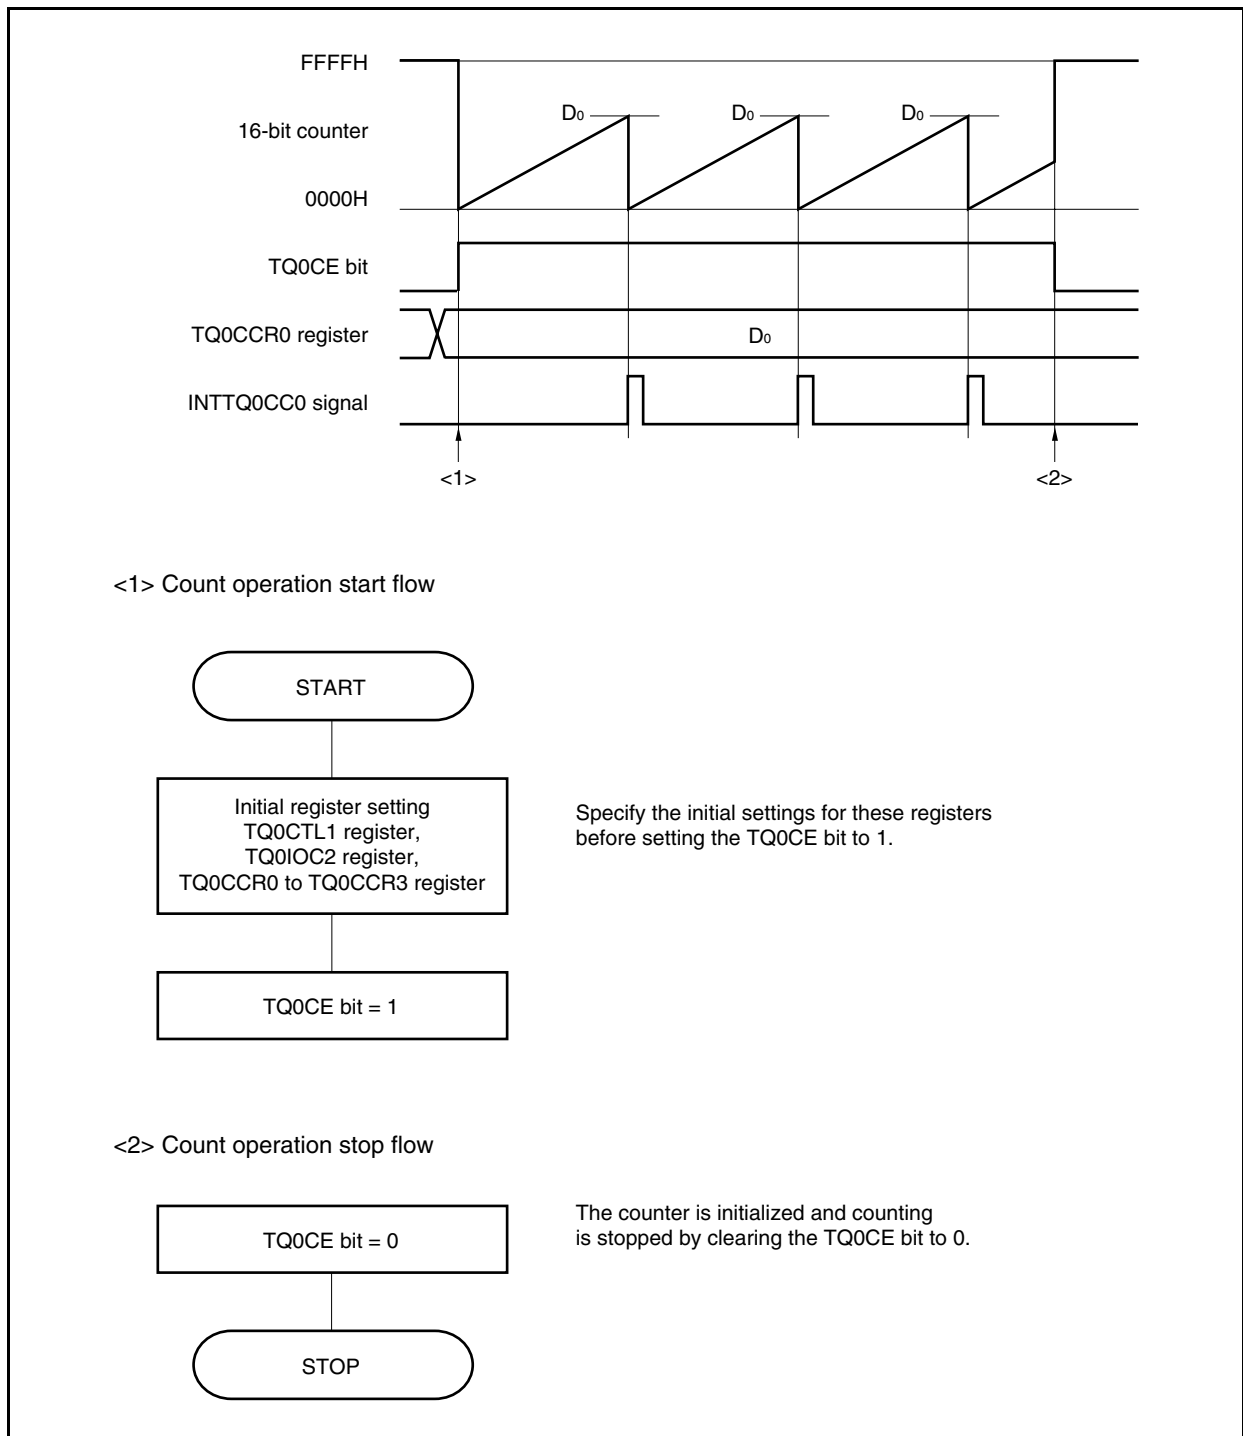 FFFFH
D0 D0 D0
16-bit counter
0000H
TQ0CE bit
TQ0CCR0 register D0
INTTQ0CC0 signal
<1> <2>
<1> Count operation start flow
START
Initial register setting
TQ0CTL1 register,
TQ0IOC2 register,
TQ0CCR0 to TQ0CCR3 register
Specify the initial settings for these registers
before setting the TQ0CE bit to 1.
TQ0CE bit = 1
<2> Count operation stop flow
TQ0CE bit = 0
The counter is initialized and counting
is stopped by clearing the TQ0CE bit to 0.
STOP